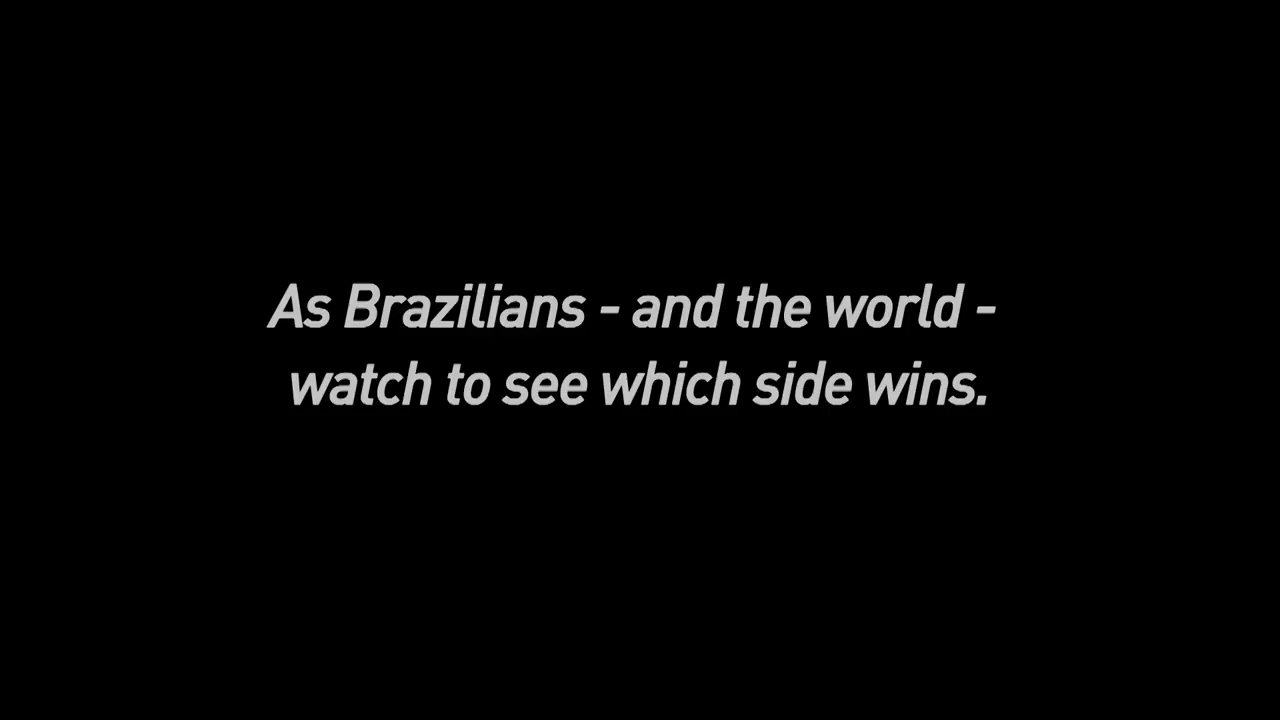 As Brazilians - and the world -
watch to see which side wins.